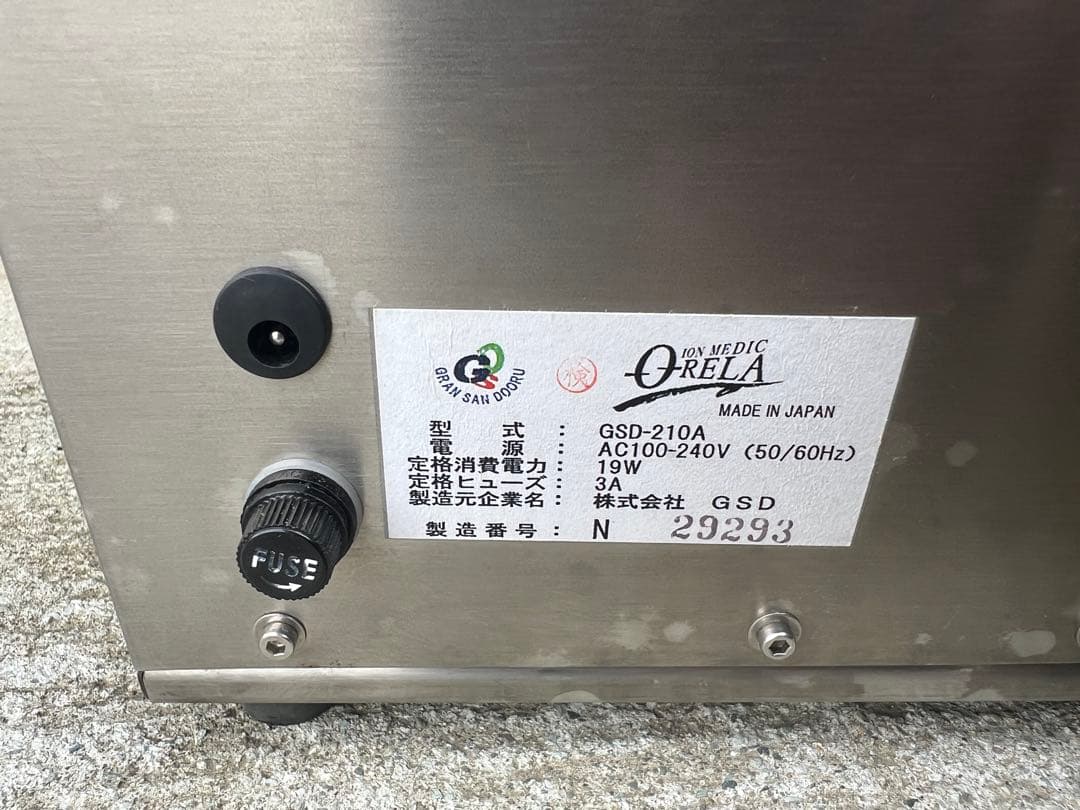 GRAN SAN DOORU
検
ION MEDIC
ORELA
MADE IN JAPAN
型 式 : GSD-210A
電 源 : AC100-240V (50/60Hz)
定格消費電力 : 19W
定格ヒューズ : 3A
製造元企業名 : 株式会社 GSD
製造番号 : N 29293
FUSE